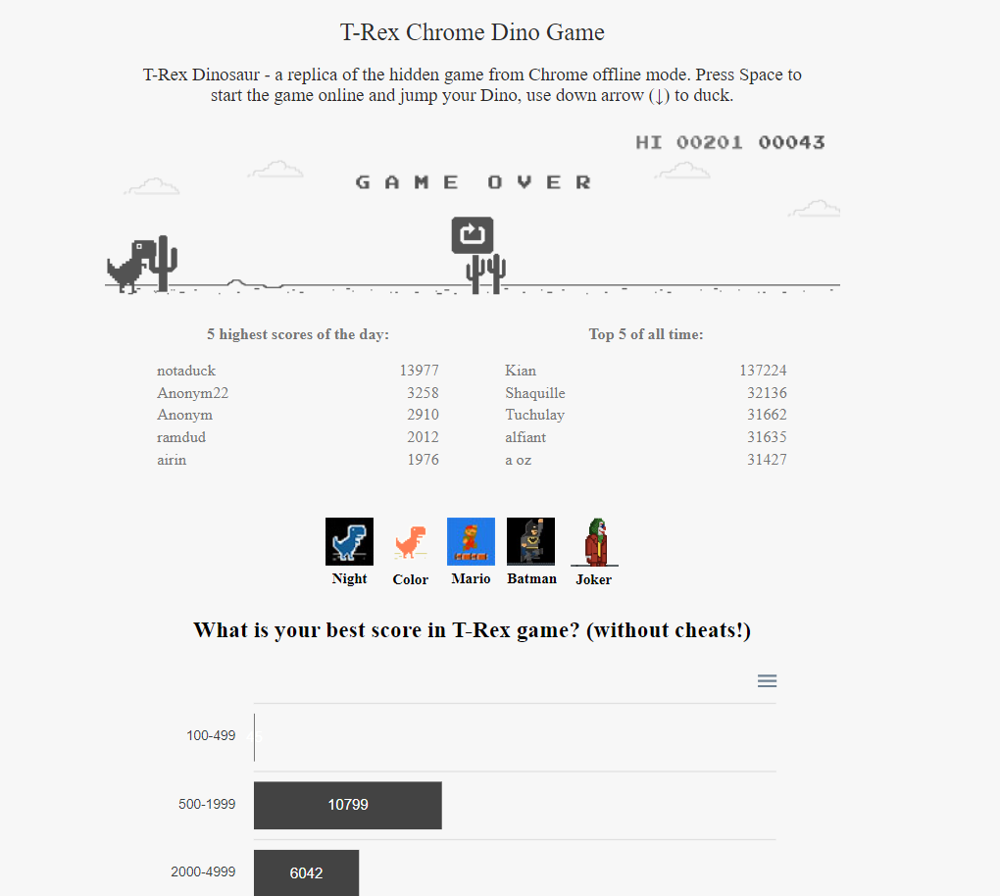 T-Rex Chrome Dino Game
T-Rex Dinosaur - a replica of the hidden game from Chrome offline mode. Press Space to
start the game online and jump your Dino, use down arrow (↓) to duck.
HI 00201 00043
GAME OVER
5 highest scores of the day:
notaduck 13977
Anonym22 3258
Anonym 2910
ramdud 2012
airin 1976
Top 5 of all time:
Kian 137224
Shaquille 32136
Tuchulay 31662
alfiant 31635
a oz 31427
Night Color Mario Batman Joker
What is your best score in T-Rex game? (without cheats!)
100-499
500-1999 10799
2000-4999 6042